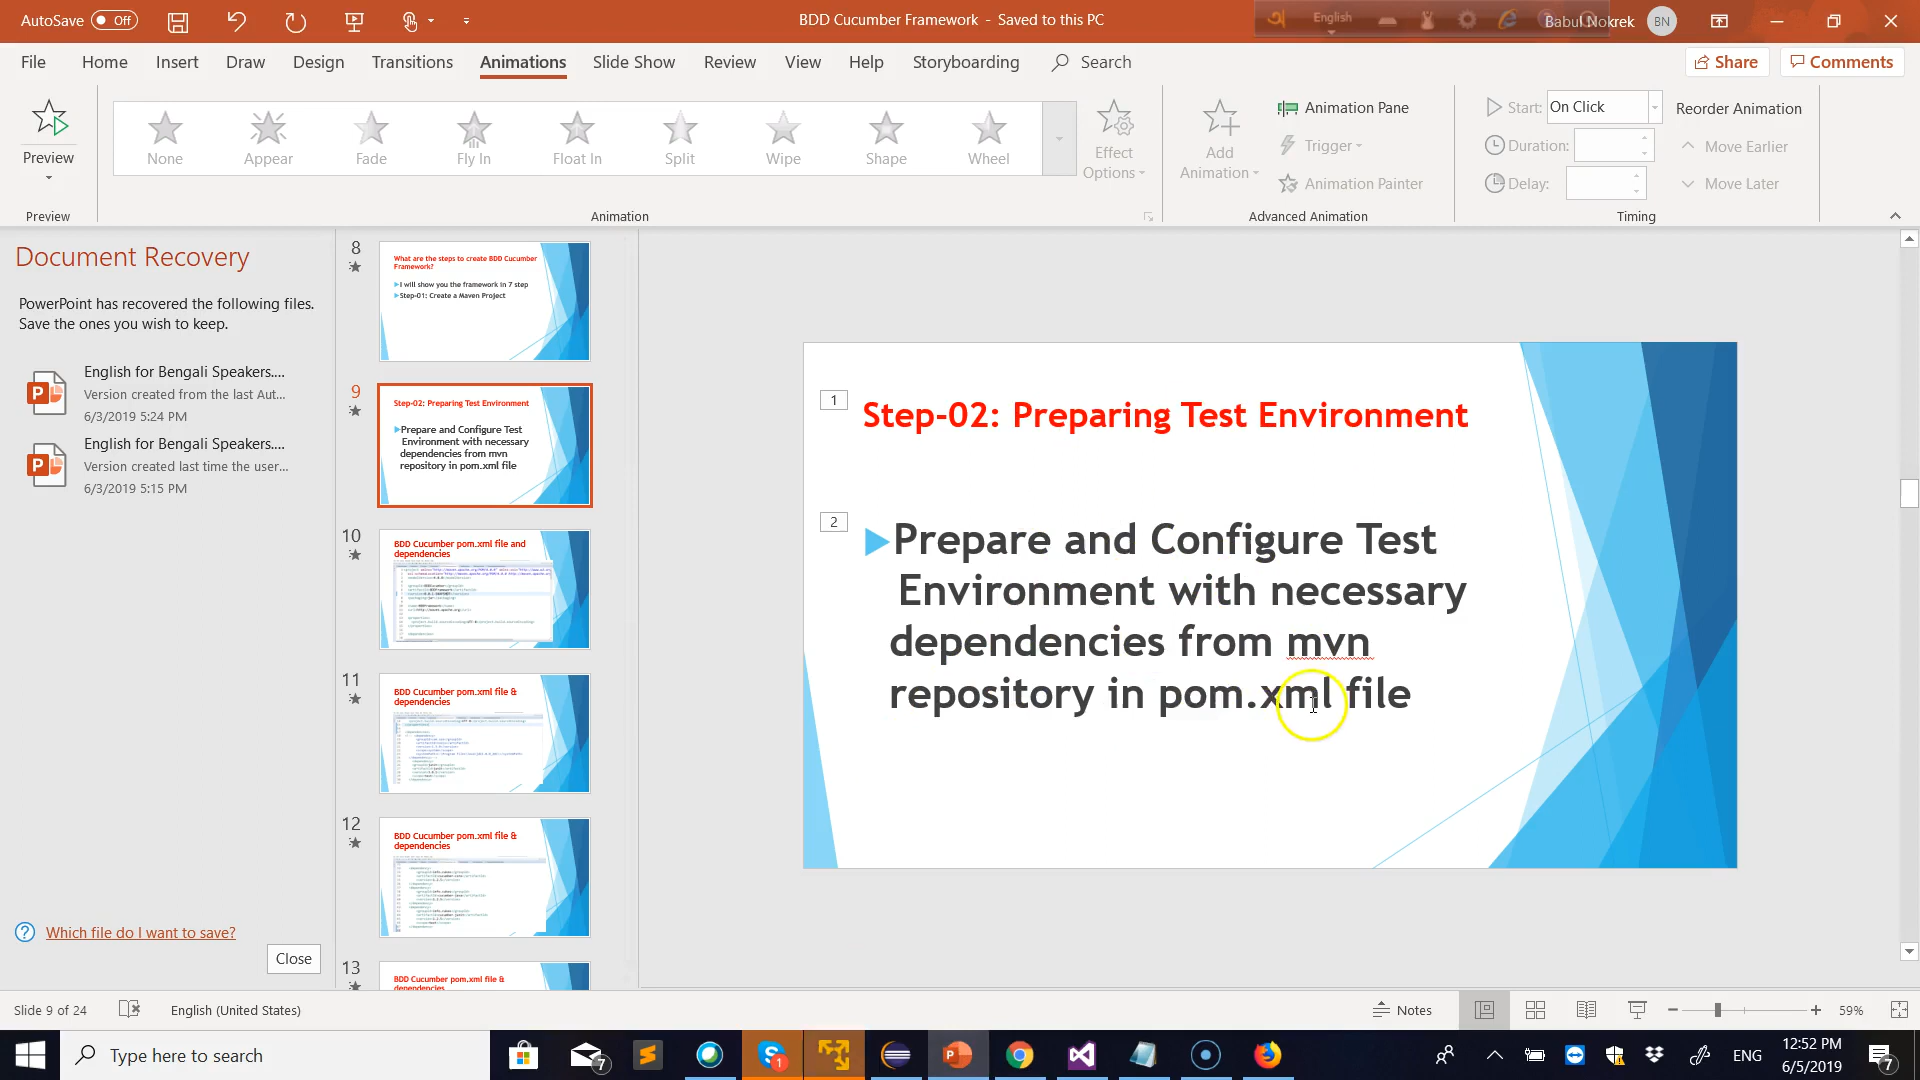 AutoSave Off
BDD Cucumber Framework - Saved to this PC
English
Babul Nokrek BN
File Home Insert Draw Design Transitions Animations Slide Show Review View Help Storyboarding Search
Share Comments
Preview
None Appear Fade Fly In Float In Split Wipe Shape Wheel
Effect Options
Add Animation
Animation Pane
Trigger
Animation Painter
Start: On Click
Duration:
Delay:
Reorder Animation
Move Earlier
Move Later
Preview Animation Advanced Animation Timing
Document Recovery
PowerPoint has recovered the following files.
Save the ones you wish to keep.
English for Bengali Speakers....
Version created from the last Aut...
6/3/2019 5:24 PM
English for Bengali Speakers....
Version created last time the user...
6/3/2019 5:15 PM
Which file do I want to save?
Close
8
What are the steps to create BDD Cucumber
Framework?
I will show you the framework in 7 step
Step-01: Create a Maven Project
9
Step-02: Preparing Test Environment
Prepare and Configure Test
Environment with necessary
dependencies from mvn
repository in pom.xml file
10
BDD Cucumber pom.xml file and
dependencies
11
BDD Cucumber pom.xml file &
dependencies
12
BDD Cucumber pom.xml file &
dependencies
13
BDD Cucumber pom.xml file &
dependencies
1
Step-02: Preparing Test Environment
2
Prepare and Configure Test
Environment with necessary
dependencies from mvn
repository in pom.xml file
Slide 9 of 24 English (United States)
Notes
59%
Type here to search
7
1
ENG
12:52 PM
6/5/2019
7